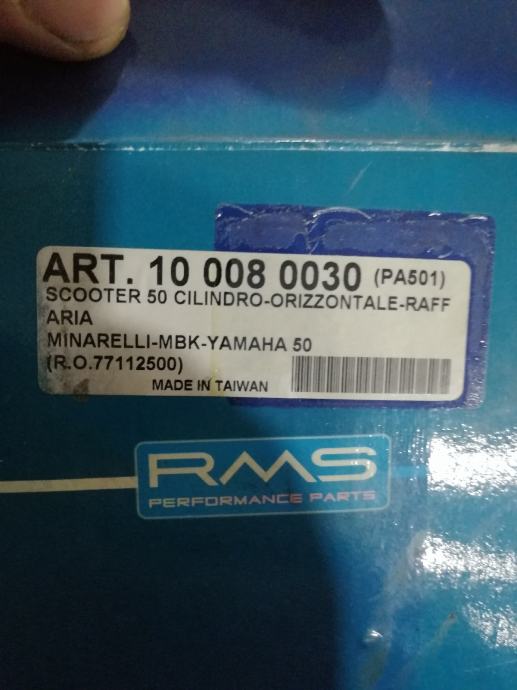 ART. 10 008 0030 (PA501)
SCOOTER 50 CILINDRO-ORIZZONTALE-RAFF
ARIA
MINARELLI-MBK-YAMAHA 50
(R.O.77112500)
MADE IN TAIWAN
RMS
PERFORMANCE PARTS